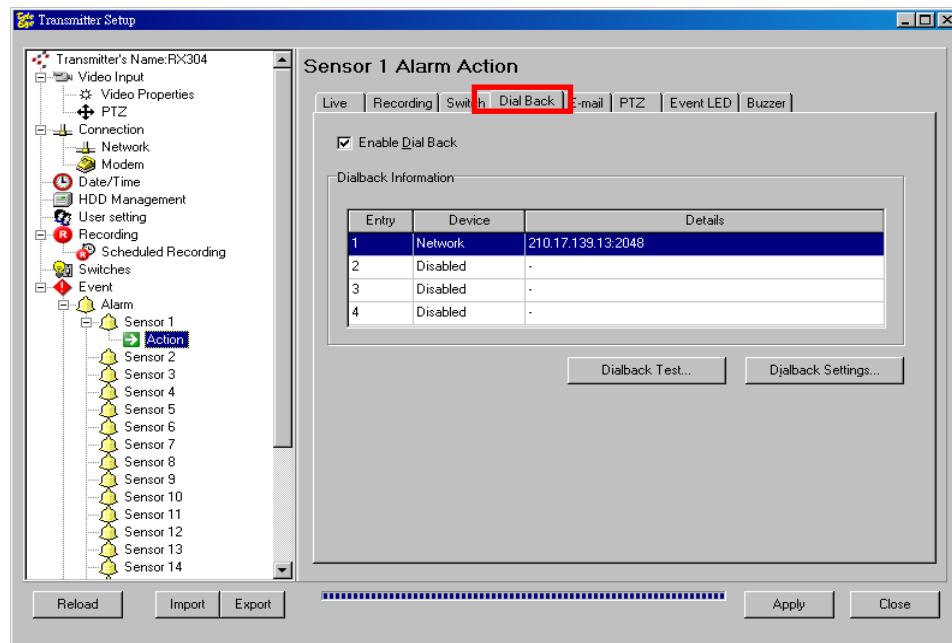 Transmitter Setup
Transmitter's Name:RX304
Video Input
Video Properties
PTZ
Connection
Network
Modem
Date/Time
HDD Management
User setting
Recording
Scheduled Recording
Switches
Event
Alarm
Sensor 1
Action
Sensor 2
Sensor 3
Sensor 4
Sensor 5
Sensor 6
Sensor 7
Sensor 8
Sensor 9
Sensor 10
Sensor 11
Sensor 12
Sensor 13
Sensor 14
Sensor 1 Alarm Action
Live Recording Switch Dial Back E-mail PTZ Event LED Buzzer
Enable Dial Back
Dialback Information
Entry Device Details
1 Network 210.17.139.13:2048
2 Disabled -
3 Disabled -
4 Disabled -
Dialback Test... Dialback Settings...
Reload Import Export Apply Close